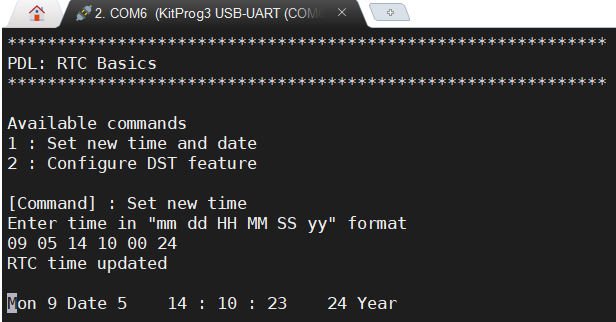 2. COM6 (KitProg3 USB-UART (COM
************************************************************
PDL: RTC Basics
************************************************************
Available commands
1 : Set new time and date
2 : Configure DST feature
[Command] : Set new time
Enter time in "mm dd HH MM SS yy" format
09 05 14 10 00 24
RTC time updated
Mon 9 Date 5    14 : 10 : 23    24 Year